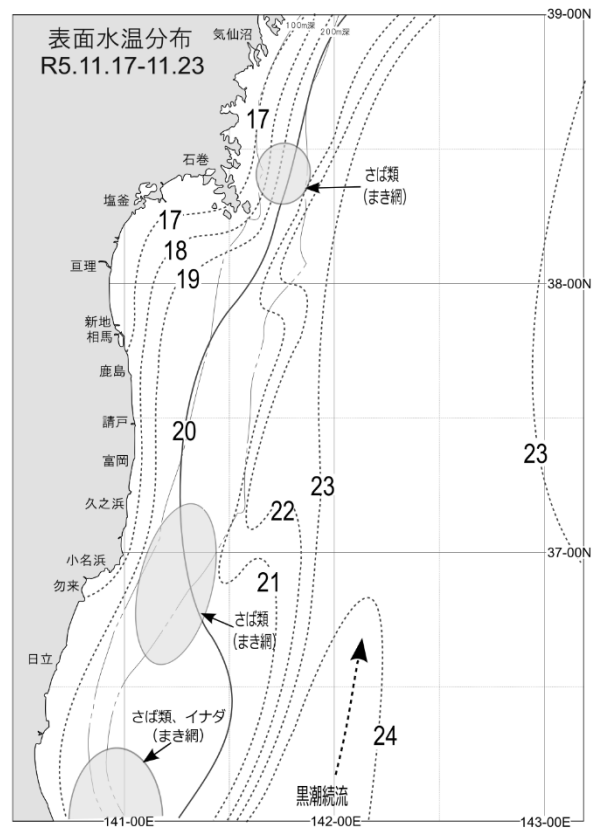 表面水温分布
R5.11.17-11.23
39-00N
気仙沼
100m深
200m深
17
石巻
さば類
(まき網)
塩釜
17
18
亘理
19
38-00N
新地
相馬
鹿島
請戸
20
富岡
23
23
久之浜
22
小名浜
37-00N
勿来
21
さば類
(まき網)
日立
さば類、イナダ
(まき網)
24
黒潮続流
141-00E
142-00E
143-00E